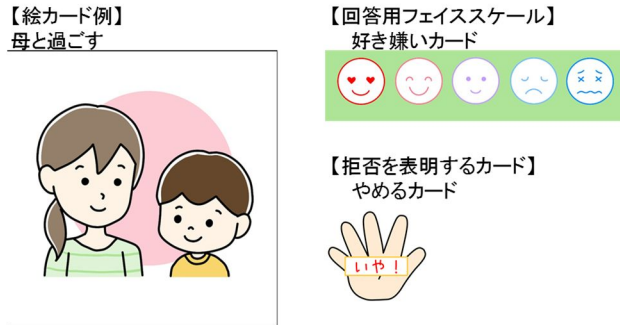 【絵カード例】
母と過ごす
【回答用フェイススケール】
好き嫌いカード
【拒否を表明するカード】
やめるカード
いや！